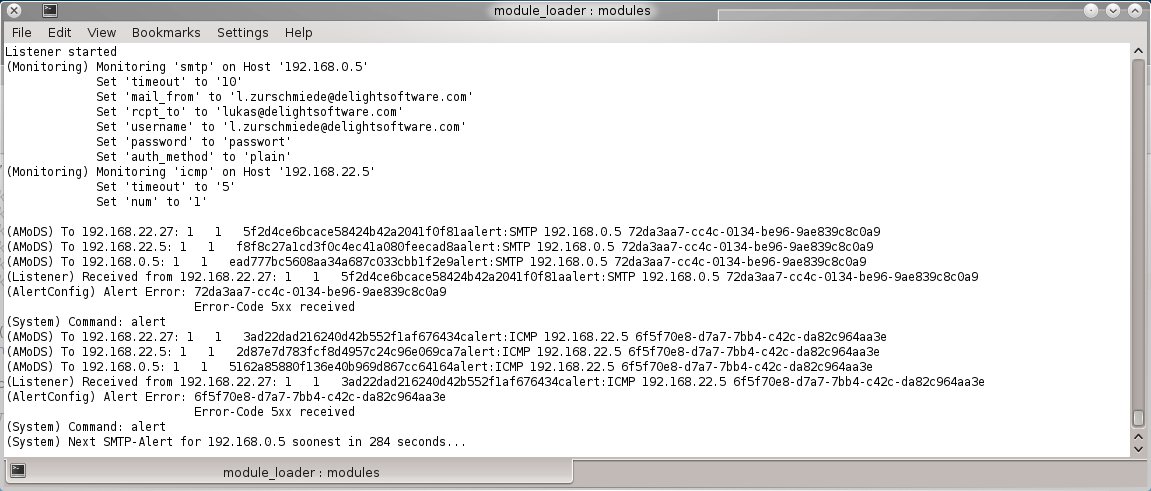 module_loader : modules
File Edit View Bookmarks Settings Help
Listener started
(Monitoring) Monitoring 'smtp' on Host '192.168.0.5'
Set 'timeout' to '10'
Set 'mail_from' to 'l.zurschmiede@delightsoftware.com'
Set 'rcpt_to' to 'lukas@delightsoftware.com'
Set 'username' to 'l.zurschmiede@delightsoftware.com'
Set 'password' to 'passwort'
Set 'auth_method' to 'plain'
(Monitoring) Monitoring 'icmp' on Host '192.168.22.5'
Set 'timeout' to '5'
Set 'num' to '1'
(AMoDS) To 192.168.22.27: 1 1 5f2d4ce6bcace58424b42a2041f0f81aalert:SMTP 192.168.0.5 72da3aa7-cc4c-0134-be96-9ae839c8c0a9
(AMoDS) To 192.168.22.5: 1 1 f8f8c27a1cd3f0c4ec41a080feecad8aalert:SMTP 192.168.0.5 72da3aa7-cc4c-0134-be96-9ae839c8c0a9
(AMoDS) To 192.168.0.5: 1 1 ead777bc5608aa34a687c033cbb1f2e9alert:SMTP 192.168.0.5 72da3aa7-cc4c-0134-be96-9ae839c8c0a9
(Listener) Received from 192.168.22.27: 1 1 5f2d4ce6bcace58424b42a2041f0f81aalert:SMTP 192.168.0.5 72da3aa7-cc4c-0134-be96-9ae839c8c0a9
(AlertConfig) Alert Error: 72da3aa7-cc4c-0134-be96-9ae839c8c0a9
Error-Code 5xx received
(System) Command: alert
(AMoDS) To 192.168.22.27: 1 1 3ad22dad216240d42b552f1af676434calert:ICMP 192.168.22.5 6f5f70e8-d7a7-7bb4-c42c-da82c964aa3e
(AMoDS) To 192.168.22.5: 1 1 2d87e7d783fcf8d4957c24c96e069ca7alert:ICMP 192.168.22.5 6f5f70e8-d7a7-7bb4-c42c-da82c964aa3e
(AMoDS) To 192.168.0.5: 1 1 5162a85880f136e40b969d867cc64164alert:ICMP 192.168.22.5 6f5f70e8-d7a7-7bb4-c42c-da82c964aa3e
(Listener) Received from 192.168.22.27: 1 1 3ad22dad216240d42b552f1af676434calert:ICMP 192.168.22.5 6f5f70e8-d7a7-7bb4-c42c-da82c964aa3e
(AlertConfig) Alert Error: 6f5f70e8-d7a7-7bb4-c42c-da82c964aa3e
Error-Code 5xx received
(System) Command: alert
(System) Next SMTP-Alert for 192.168.0.5 soonest in 284 seconds...
module_loader : modules